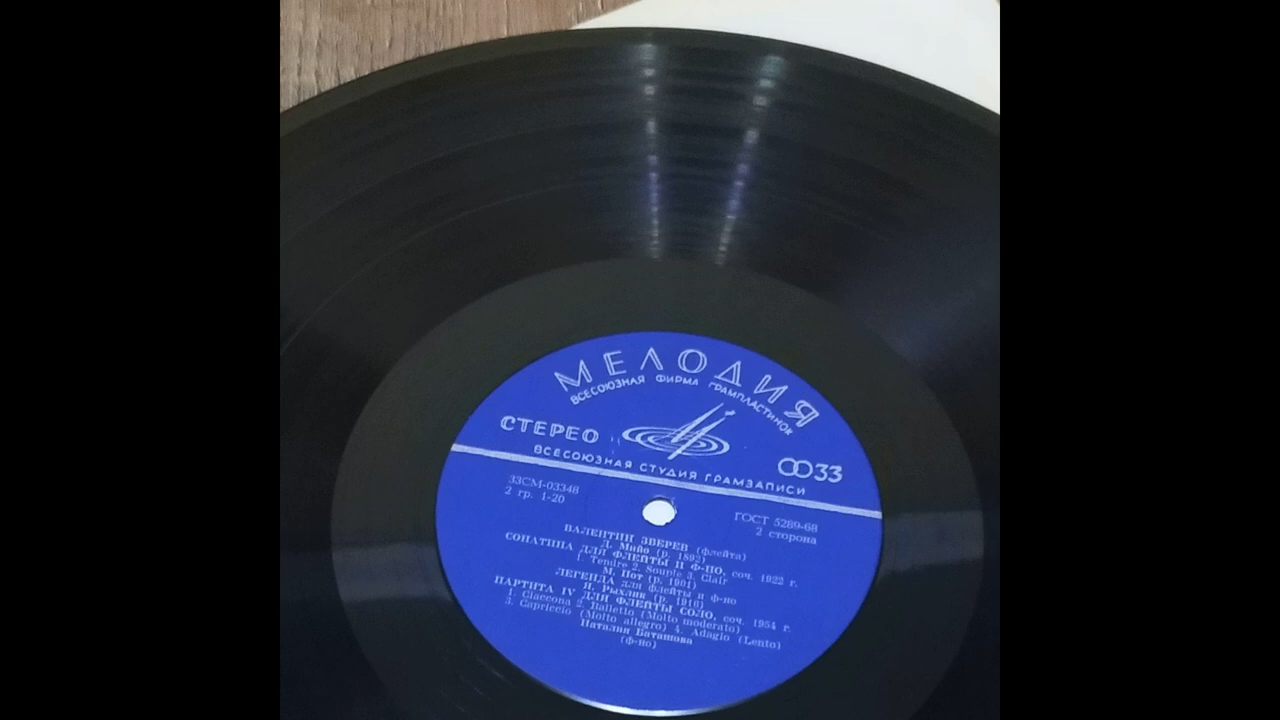 МЕЛОДИЯ
ВСЕСОЮЗНАЯ ФИРМА ГРАМПЛАСТИНОК
СТЕРЕО
33
ВСЕСОЮЗНАЯ СТУДИЯ ГРАМЗАПИСИ
33СМ-03348
2 гр. 1-20
ГОСТ 5289-68
2 сторона
ВАЛЕНТИН ЗВЕРЕВ (флейта)
Д. Мийо (р. 1892)
СОНАТИНА ДЛЯ ФЛЕЙТЫ И Ф-НО, соч. 1922 г.
1. Tendre 2. Souple 3. Clair
М. Пот (р. 1901)
ЛЕГЕНДА для флейты и ф-но
Я. Рыхлик (р. 1916)
ПАРТИТА IV ДЛЯ ФЛЕЙТЫ СОЛО, соч. 1954 г.
1. Ciaccona 2. Balletto (Molto moderato)
3. Capriccio (Molto allegro) 4. Adagio (Lento)
Наталия Баташова
(ф-но)